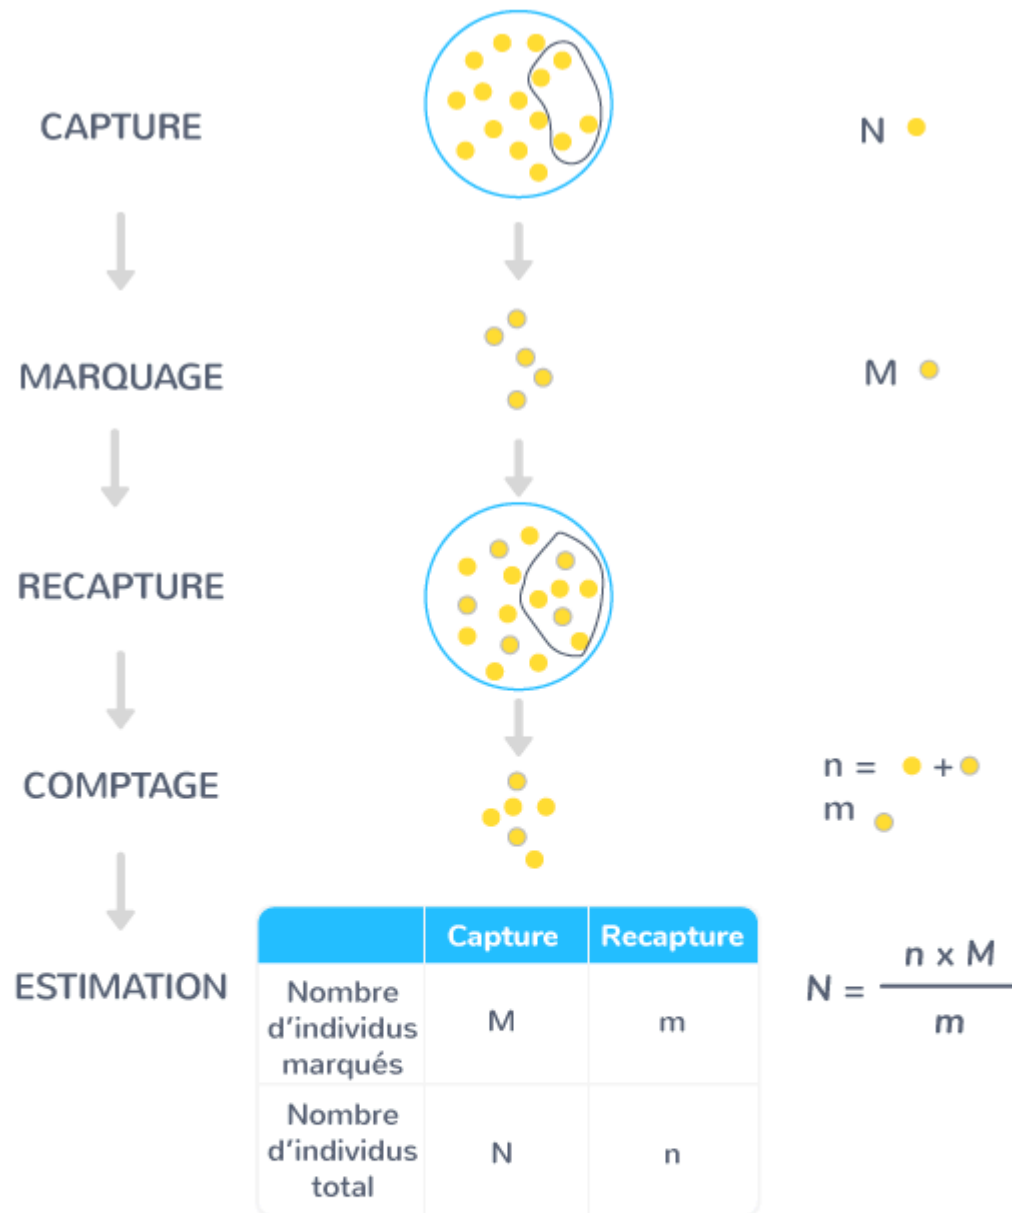 CAPTURE
N
MARQUAGE
M
RECAPTURE
COMPTAGE
n = +
m
ESTIMATION
Capture Recapture
Nombre
d'individus
marqués
M m
Nombre
d'individus
total
N n
n x M
N =
m